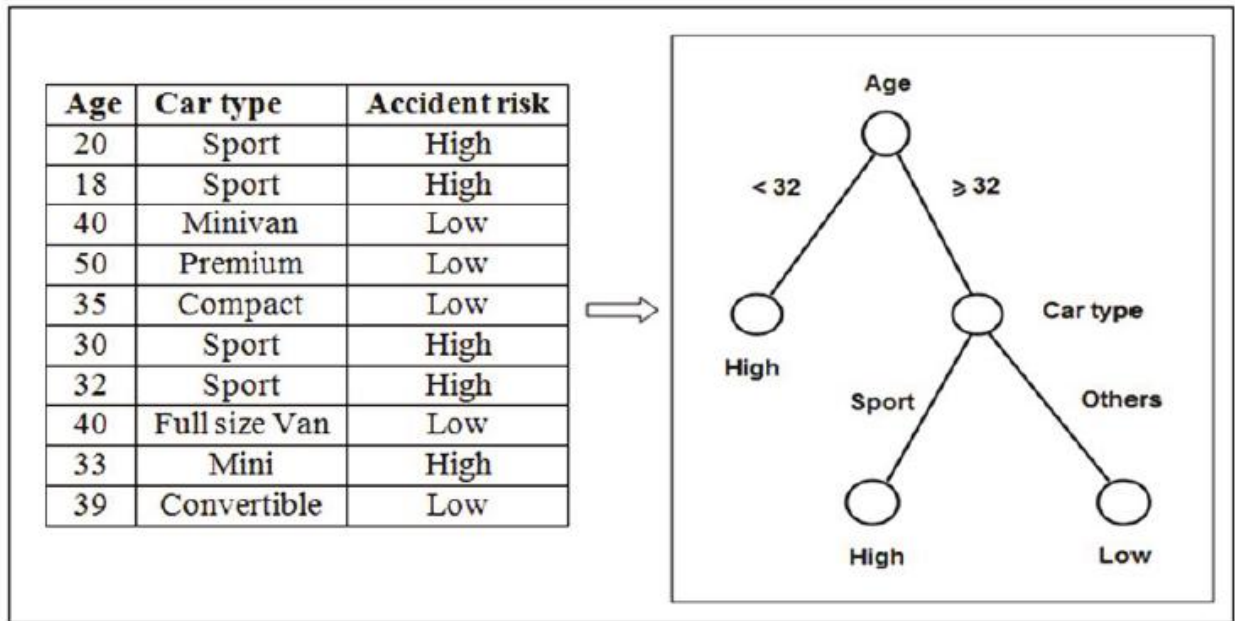 Age Car type Accident risk
20 Sport High
18 Sport High
40 Minivan Low
50 Premium Low
35 Compact Low
30 Sport High
32 Sport High
40 Full size Van Low
33 Mini High
39 Convertible Low
Age
< 32 ⩾ 32
Car type
High
Sport Others
High Low